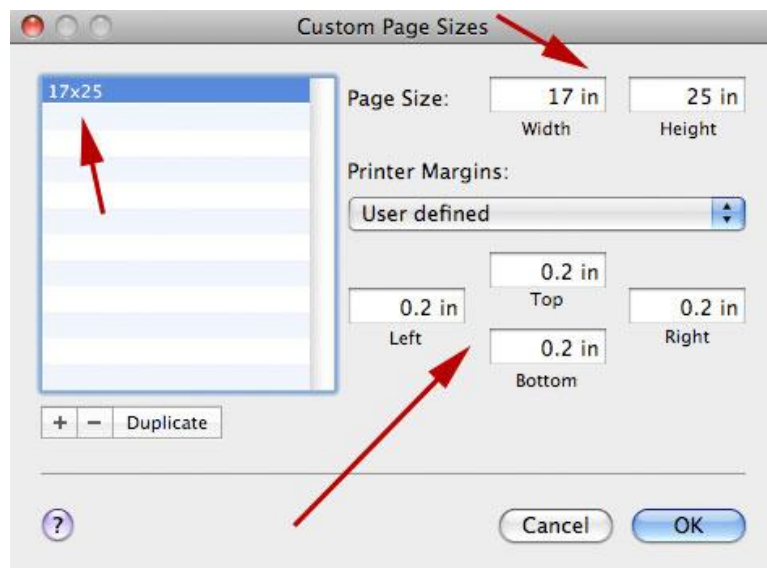 Custom Page Sizes
17x25
Page Size: 17 in 25 in
Width Height
Printer Margins:
User defined
0.2 in
Top
0.2 in 0.2 in
Left Right
0.2 in
Bottom
+ − Duplicate
? Cancel OK